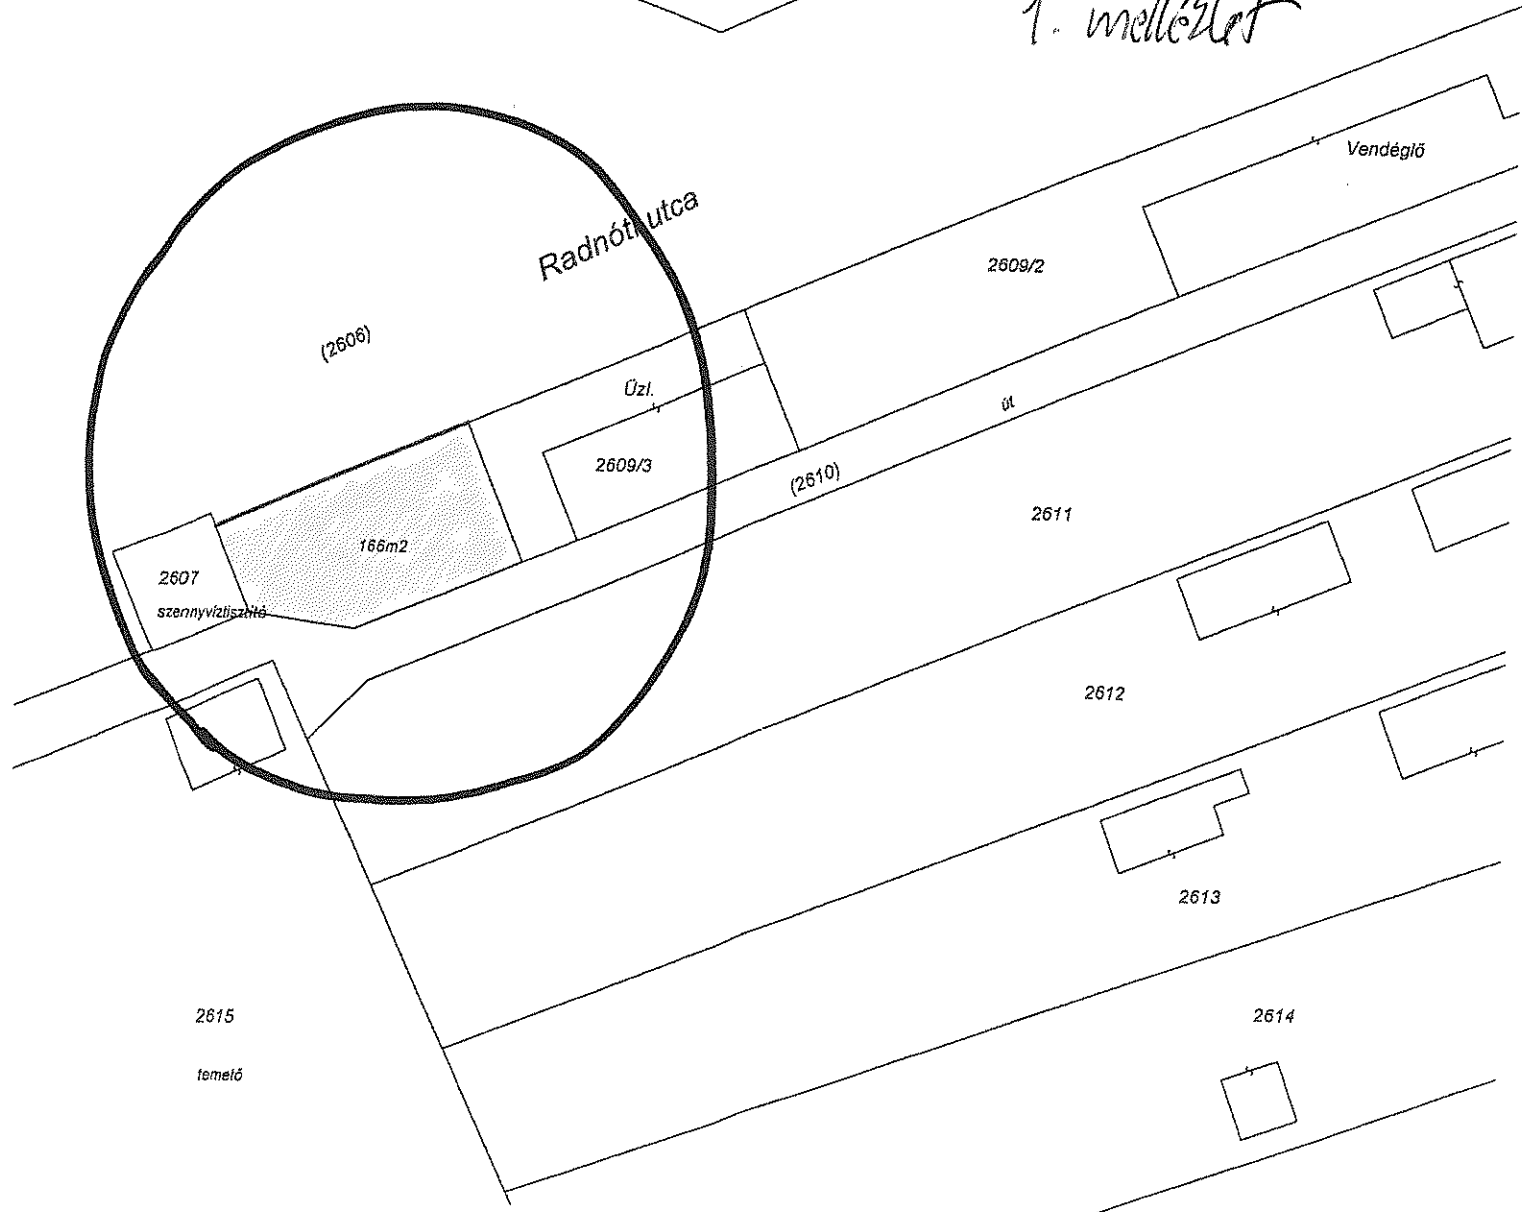 1. melléklet
Vendéglő
Radnóti utca
2609/2
(2606)
Üzl.
út
2609/3
(2610)
2611
166m2
2607
szennyvíztisztító
2612
2613
2615
2614
temető